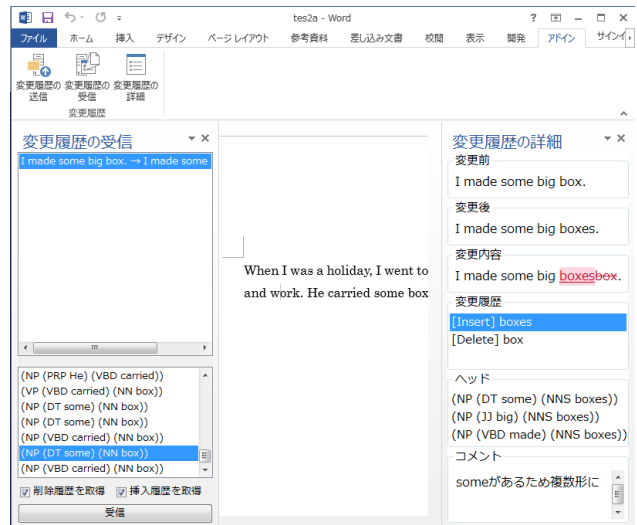 tes2a - Word
ファイル ホーム 挿入 デザイン ページ レイアウト 参考資料 差し込み文書 校閲 表示 開発 アドイン サインイ
変更履歴の送信 変更履歴の受信 変更履歴の詳細
変更履歴
変更履歴の受信
I made some big box. → I made some
(NP (PRP He) (VBD carried))
(VP (VBD carried) (NN box))
(NP (DT some) (NN box))
(NP (DT some) (NN box))
(NP (VBD carried) (NN box))
(NP (DT some) (NN box))
(NP (VBD carried) (NN box))
削除履歴を取得 挿入履歴を取得
受信
When I was a holiday, I went to
and work. He carried some box
変更履歴の詳細
変更前
I made some big box.
変更後
I made some big boxes.
変更内容
I made some big boxesbox.
変更履歴
[Insert] boxes
[Delete] box
ヘッド
(NP (DT some) (NNS boxes))
(NP (JJ big) (NNS boxes))
(NP (VBD made) (NNS boxes))
コメント
someがあるため複数形に